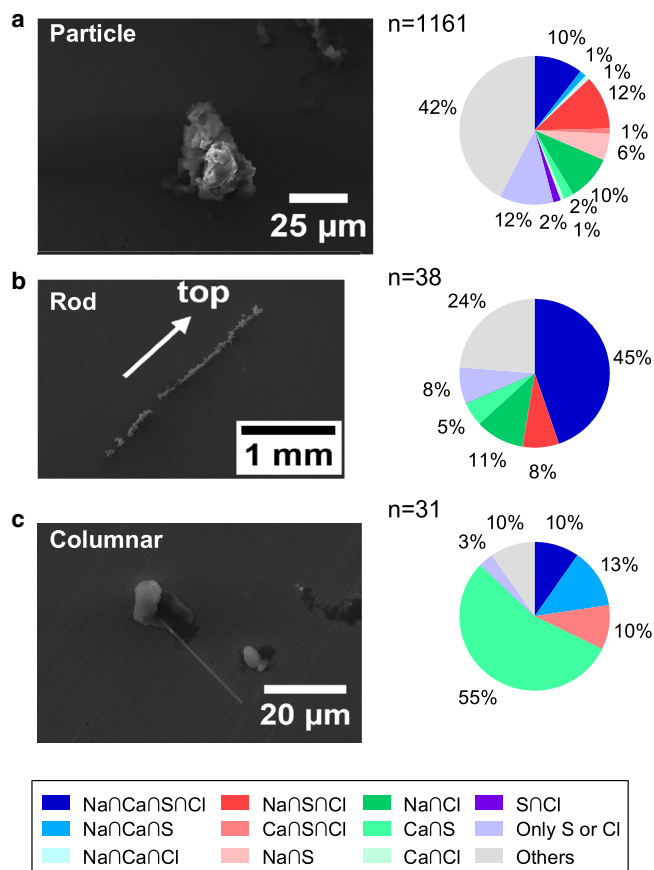 a
Particle
25 µm
n=1161
10%
1%
1%
12%
1%
6%
10%
2%
1%
2%
12%
42%
b
Rod
top
1 mm
n=38
24%
45%
8%
5%
11%
8%
c
Columnar
20 µm
n=31
10%
10%
3%
13%
10%
55%
Na∩Ca∩S∩Cl Na∩S∩Cl Na∩Cl S∩Cl
Na∩Ca∩S Ca∩S∩Cl Ca∩S Only S or Cl
Na∩Ca∩Cl Na∩S Ca∩Cl Others